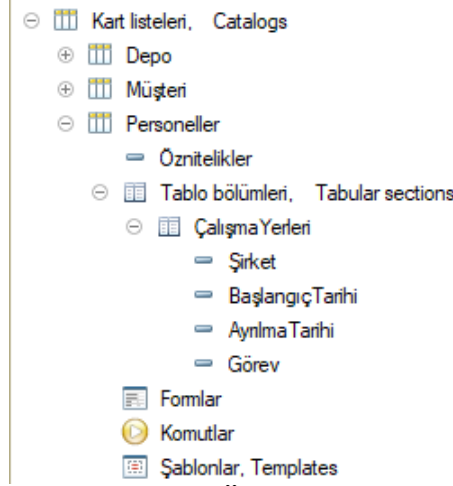 Kart listeleri, Catalogs
Depo
Müşteri
Personeller
Öznitelikler
Tablo bölümleri, Tabular sections
ÇalışmaYerleri
Şirket
BaşlangıçTarihi
AyrılmaTarihi
Görev
Formlar
Komutlar
Şablonlar, Templates